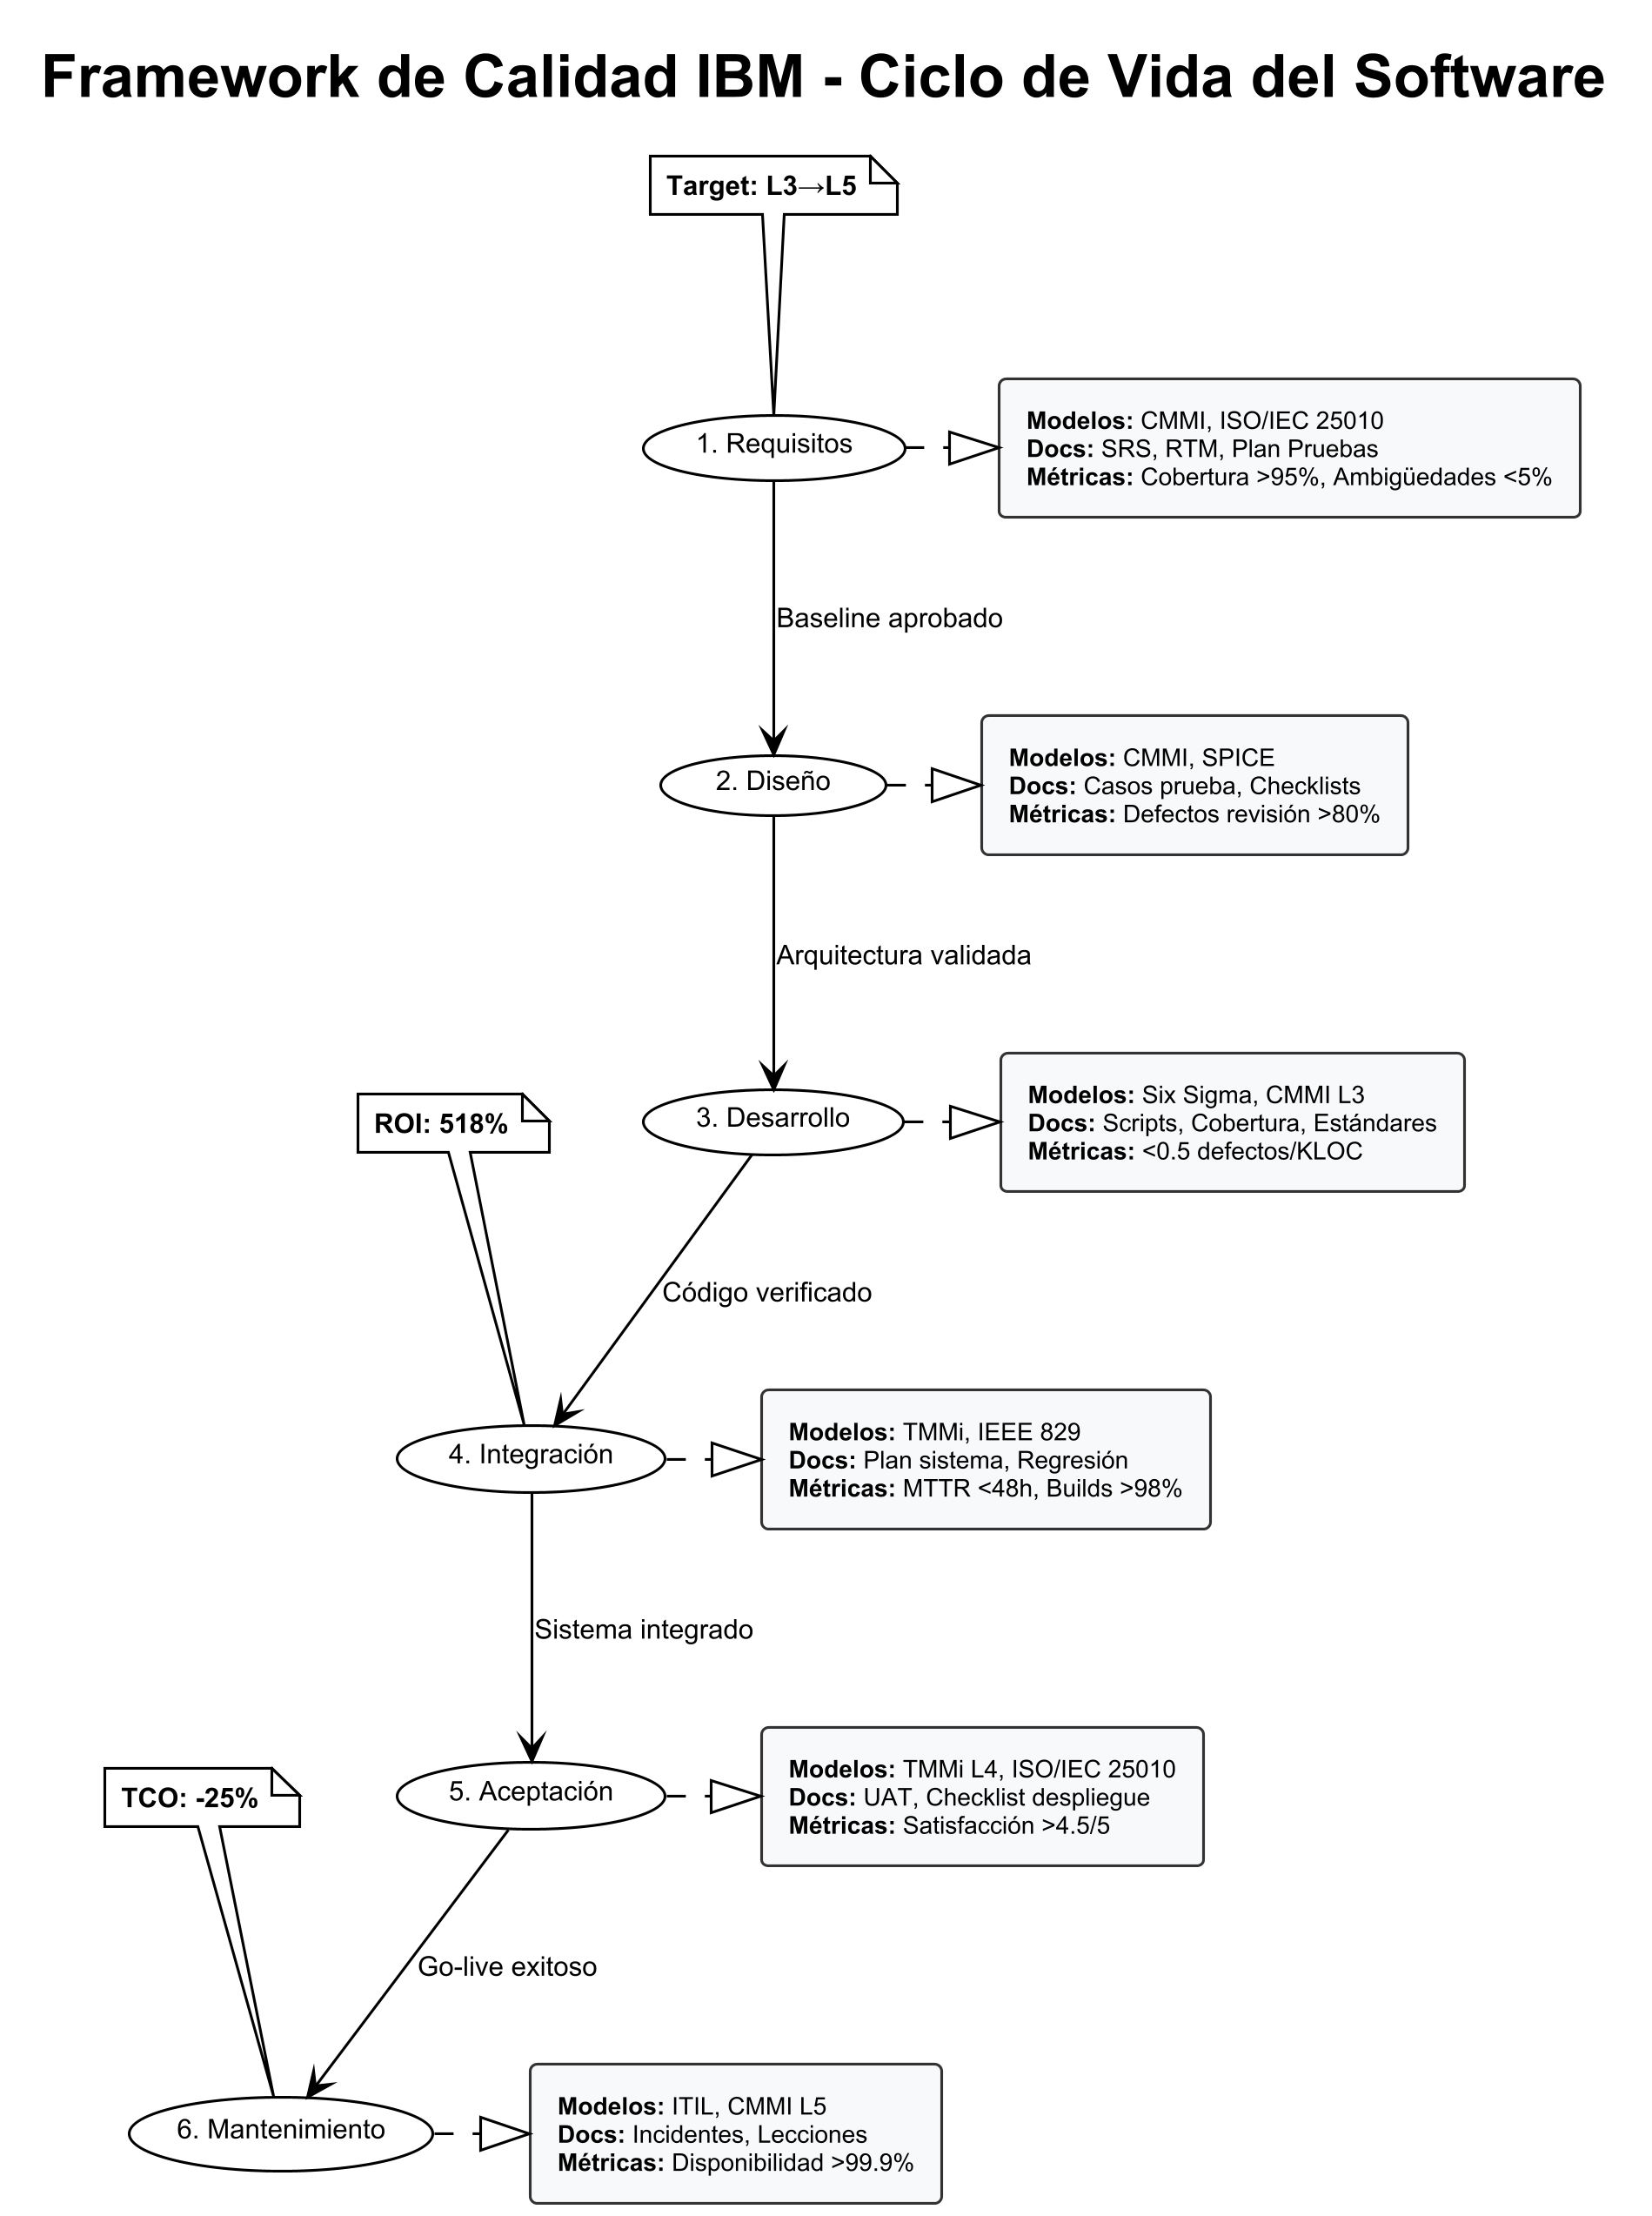 Framework de Calidad IBM - Ciclo de Vida del Software
Target: L3→L5
1. Requisitos
Modelos: CMMI, ISO/IEC 25010
Docs: SRS, RTM, Plan Pruebas
Métricas: Cobertura >95%, Ambigüedades <5%
Baseline aprobado
2. Diseño
Modelos: CMMI, SPICE
Docs: Casos prueba, Checklists
Métricas: Defectos revisión >80%
Arquitectura validada
3. Desarrollo
Modelos: Six Sigma, CMMI L3
Docs: Scripts, Cobertura, Estándares
Métricas: <0.5 defectos/KLOC
ROI: 518%
Código verificado
4. Integración
Modelos: TMMi, IEEE 829
Docs: Plan sistema, Regresión
Métricas: MTTR <48h, Builds >98%
Sistema integrado
5. Aceptación
Modelos: TMMi L4, ISO/IEC 25010
Docs: UAT, Checklist despliegue
Métricas: Satisfacción >4.5/5
TCO: -25%
Go-live exitoso
6. Mantenimiento
Modelos: ITIL, CMMI L5
Docs: Incidentes, Lecciones
Métricas: Disponibilidad >99.9%